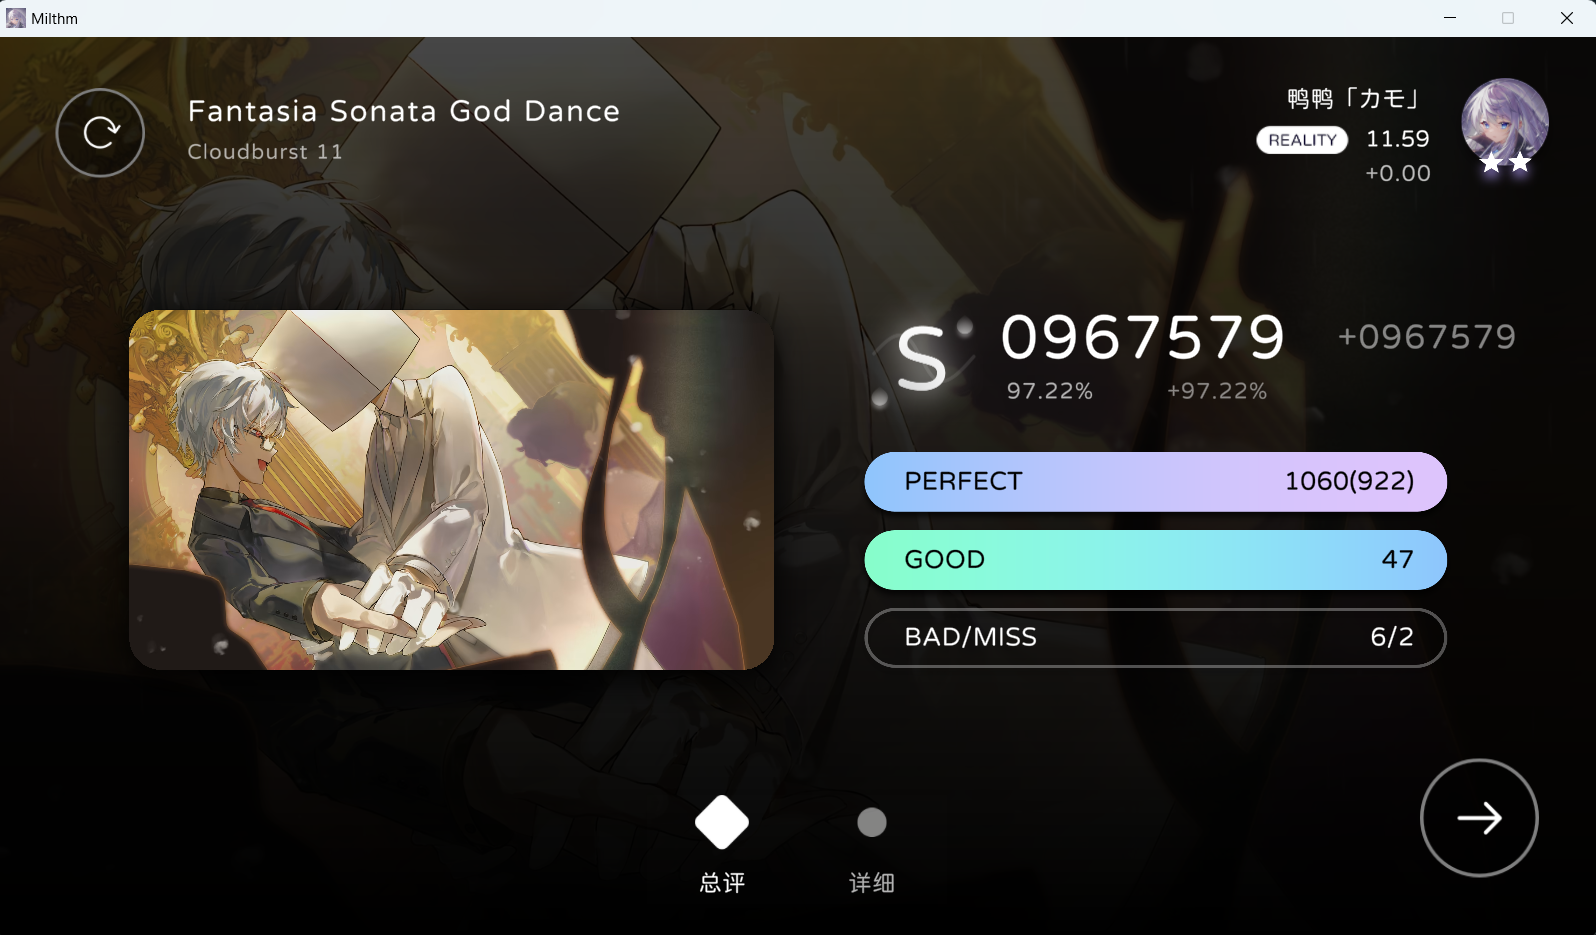 Milthm
Fantasia Sonata God Dance
Cloudburst 11
鸭鸭「カモ」
REALITY 11.59
+0.00
S 0967579 +0967579
97.22% +97.22%
PERFECT 1060(922)
GOOD 47
BAD/MISS 6/2
总评 详细